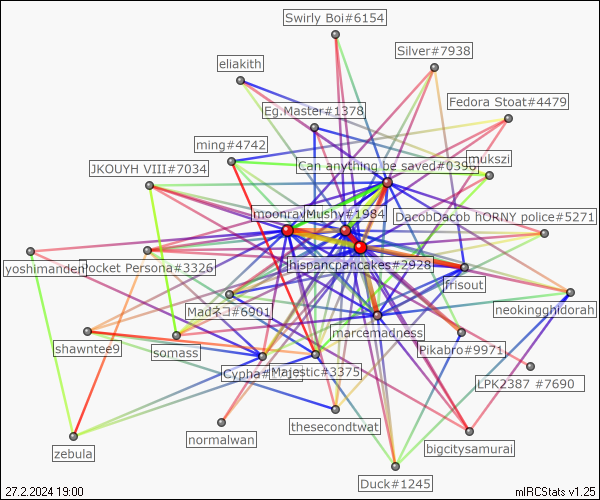 Swirly Boi#6154
Silver#7938
eliakith
Fedora Stoat#4479
Eg.Master#1378
ming#4742
Can anything be saved#0396
mukszi
JKOUYH VIII#7034
moonray
Mushy#1984
DacobDacob hORNY police#5271
yoshimanden
Pocket Persona#3326
hispancpancakes#2928
frisout
Madネコ#6901
neokingghidorah
marcemadness
shawntee9
somass
Pikabro#9971
Cypha#
Majestic#3375
LPK2387 #7690
normalwan
thesecondtwat
bigcitysamurai
zebula
Duck#1245
27.2.2024 19:00
mIRCStats v1.25